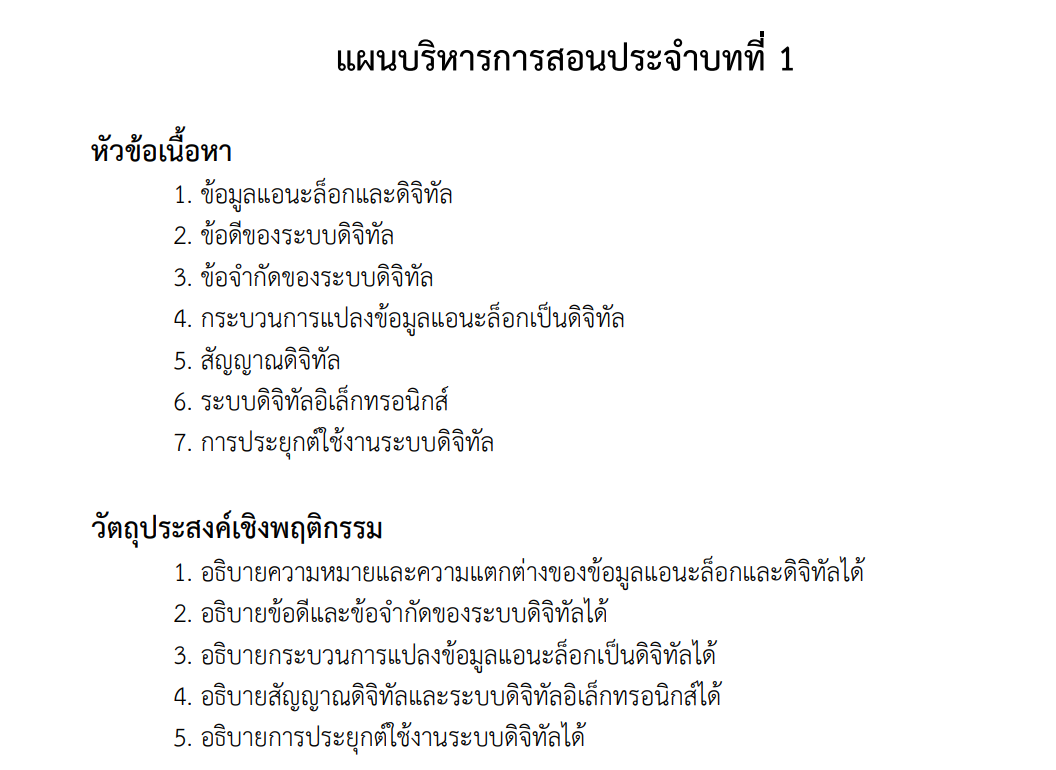 แผนบริหารการสอนประจำบทที่ 1
หัวข้อเนื้อหา
1. ข้อมูลแอนะล็อกและดิจิทัล
2. ข้อดีของระบบดิจิทัล
3. ข้อจำกัดของระบบดิจิทัล
4. กระบวนการแปลงข้อมูลแอนะล็อกเป็นดิจิทัล
5. สัญญาณดิจิทัล
6. ระบบดิจิทัลอิเล็กทรอนิกส์
7. การประยุกต์ใช้งานระบบดิจิทัล
วัตถุประสงค์เชิงพฤติกรรม
1. อธิบายความหมายและความแตกต่างของข้อมูลแอนะล็อกและดิจิทัลได้
2. อธิบายข้อดีและข้อจำกัดของระบบดิจิทัลได้
3. อธิบายกระบวนการแปลงข้อมูลแอนะล็อกเป็นดิจิทัลได้
4. อธิบายสัญญาณดิจิทัลและระบบดิจิทัลอิเล็กทรอนิกส์ได้
5. อธิบายการประยุกต์ใช้งานระบบดิจิทัลได้